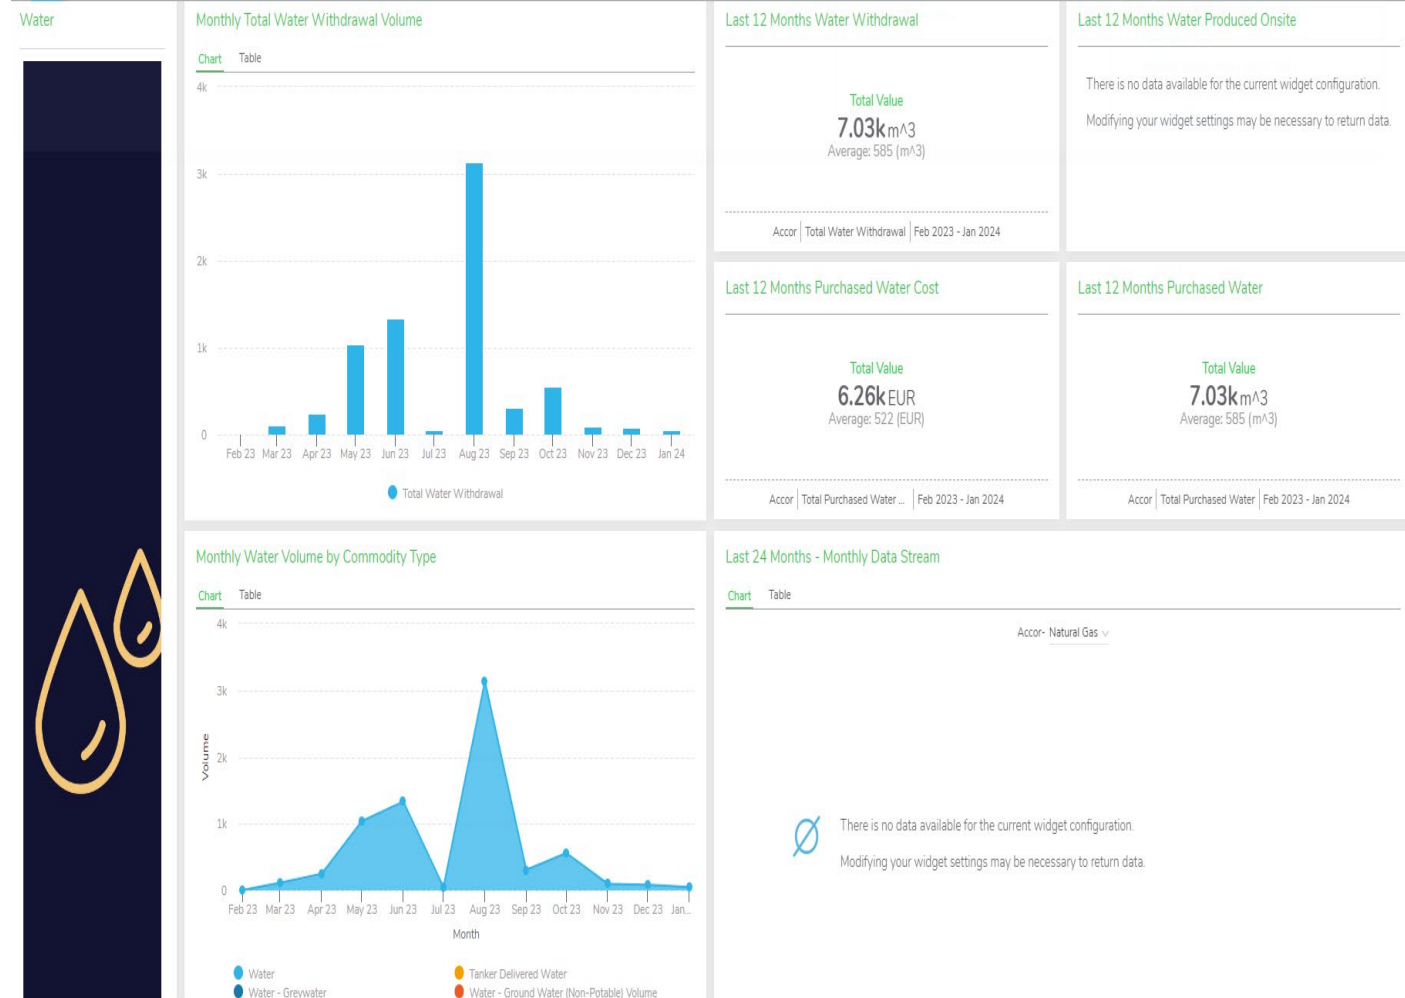 Water
Monthly Total Water Withdrawal Volume
Chart Table
4k
3k
2k
1k
0
Feb 23 Mar 23 Apr 23 May 23 Jun 23 Jul 23 Aug 23 Sep 23 Oct 23 Nov 23 Dec 23 Jan 24
Total Water Withdrawal
Last 12 Months Water Withdrawal
Total Value
7.03k m^3
Average: 585 (m^3)
Accor Total Water Withdrawal Feb 2023 - Jan 2024
Last 12 Months Water Produced Onsite
There is no data available for the current widget configuration.
Modifying your widget settings may be necessary to return data.
Last 12 Months Purchased Water Cost
Total Value
6.26k EUR
Average: 522 (EUR)
Accor Total Purchased Water ... Feb 2023 - Jan 2024
Last 12 Months Purchased Water
Total Value
7.03k m^3
Average: 585 (m^3)
Accor Total Purchased Water Feb 2023 - Jan 2024
Monthly Water Volume by Commodity Type
Chart Table
4k
3k
2k
1k
0
Volume
Feb 23 Mar 23 Apr 23 May 23 Jun 23 Jul 23 Aug 23 Sep 23 Oct 23 Nov 23 Dec 23 Jan...
Month
Water Tanker Delivered Water
Water - Greywater Water - Ground Water (Non-Potable) Volume
Last 24 Months - Monthly Data Stream
Chart Table
Accor- Natural Gas
There is no data available for the current widget configuration.
Modifying your widget settings may be necessary to return data.